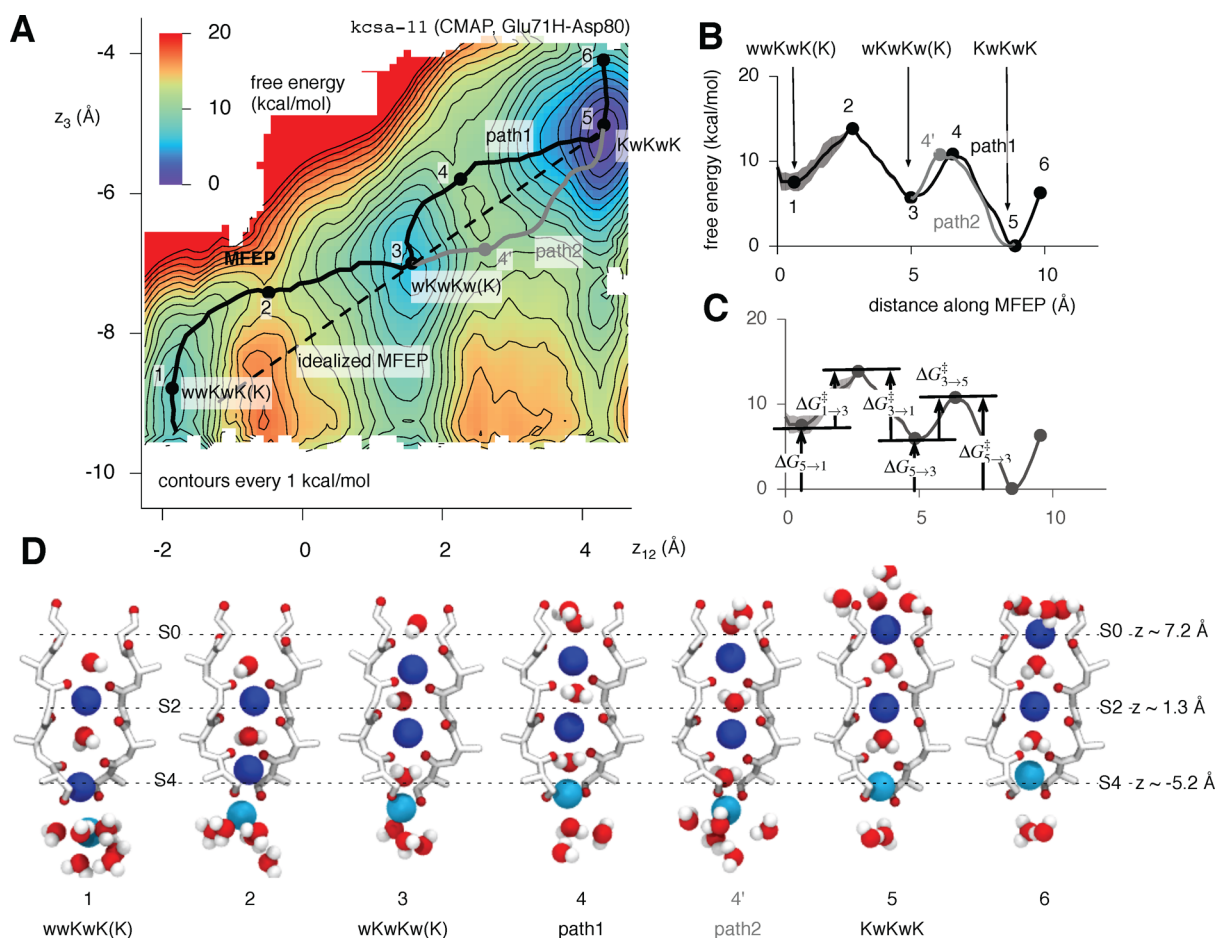 A
kcsa-11 (CMAP, Glu71H-Asp80)
20
10
0
free energy
(kcal/mol)
z3 (Å)
-4
-6
-8
-10
6
5
KwKwK
path1
4
3
4'
path2
MFEP
wKwKw(K)
2
idealized MFEP
1
wwKwK(K)
contours every 1 kcal/mol
-2
0
2
4
z12 (Å)
B
wwKwK(K)
wKwKw(K)
KwKwK
free energy (kcal/mol)
20
10
0
1
2
3
4'
4
path1
path2
5
6
0
5
10
distance along MFEP (Å)
C
20
10
0
ΔG‡1→3
ΔG‡3→1
ΔG‡3→5
ΔG5→1
ΔG5→3
ΔG‡5→3
0
5
10
D
S0
S2
S4
S0 z ~ 7.2 Å
S2 z ~ 1.3 Å
S4 z ~ -5.2 Å
1
2
3
4
4'
5
6
wwKwK(K)
wKwKw(K)
path1
path2
KwKwK